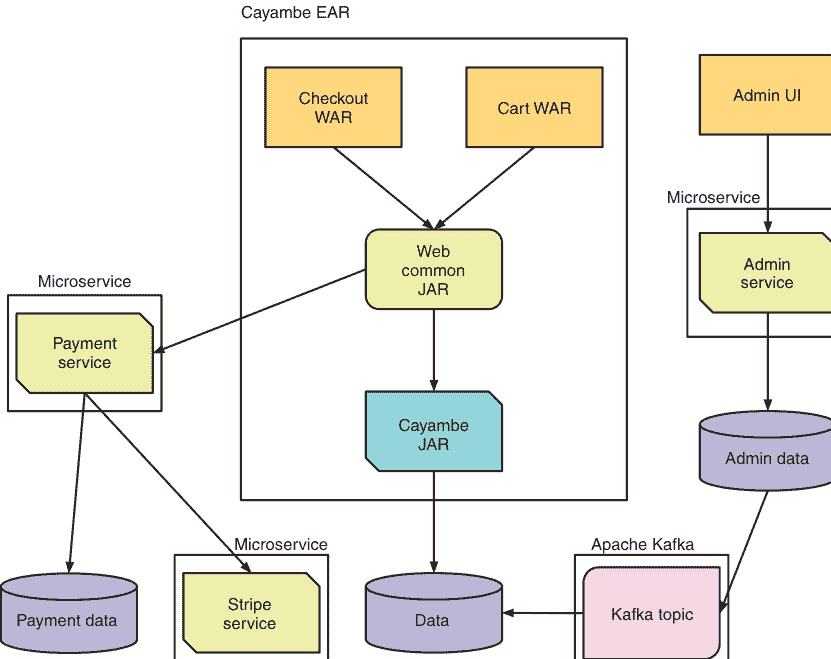 Cayambe EAR
Checkout
WAR
Cart WAR
Admin UI
Microservice
Web
common
JAR
Admin
service
Microservice
Payment
service
Cayambe
JAR
Admin data
Microservice
Apache Kafka
Payment data
Stripe
service
Data
Kafka topic